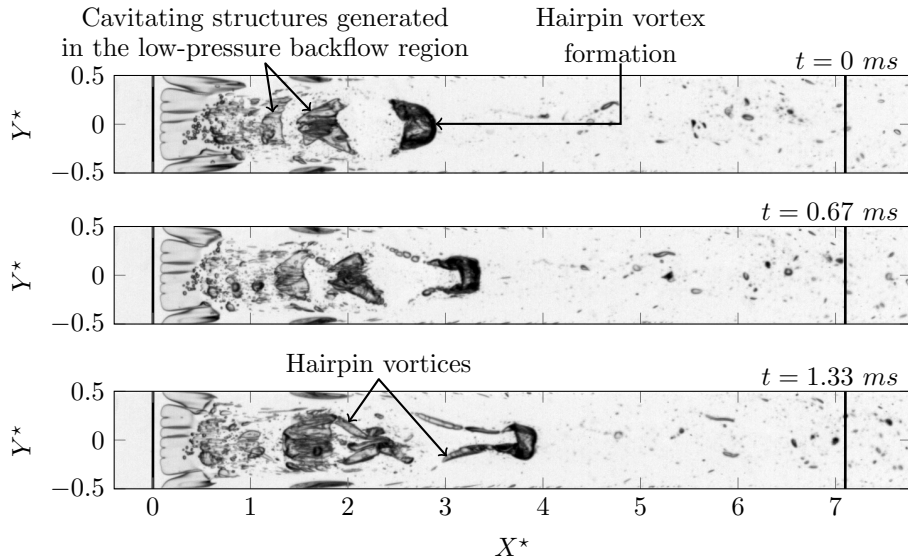 Cavitating structures generated
in the low-pressure backflow region
Hairpin vortex
formation
t = 0 ms
0.5
0
−0.5
Y⋆
t = 0.67 ms
0.5
0
−0.5
Y⋆
Hairpin vortices
t = 1.33 ms
0.5
0
−0.5
Y⋆
0 1 2 3 4 5 6 7
X⋆